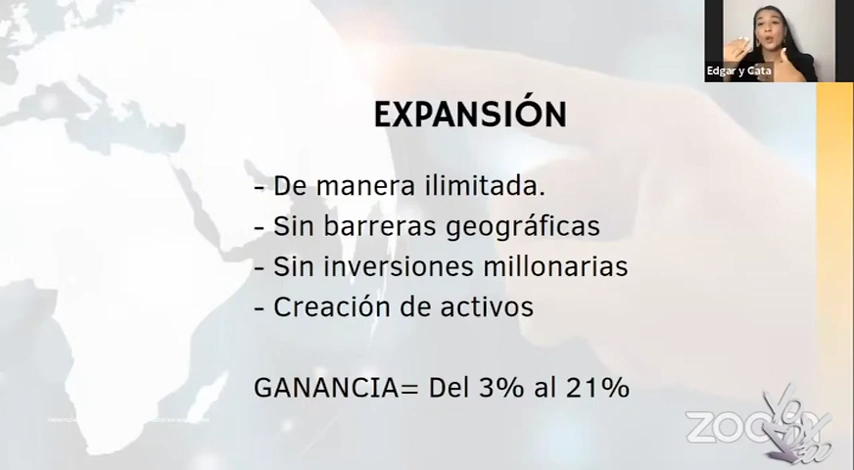 Edgar y Cata
EXPANSIÓN
- De manera ilimitada.
- Sin barreras geográficas
- Sin inversiones millonarias
- Creación de activos
GANANCIA= Del 3% al 21%